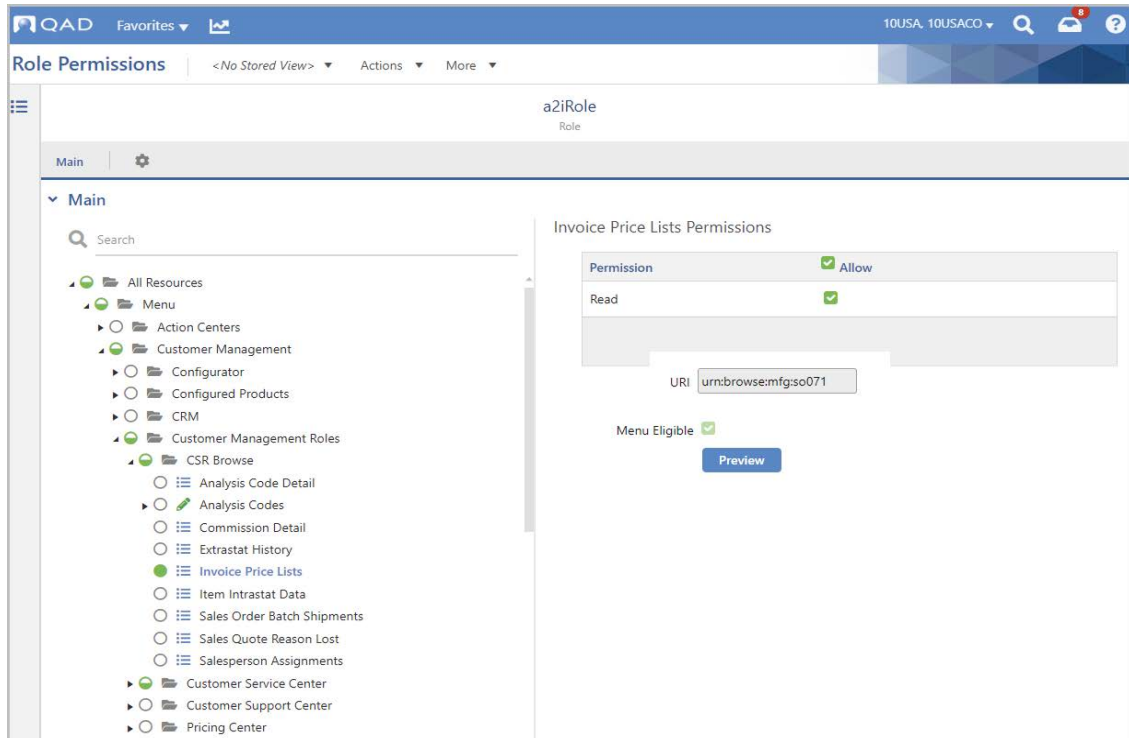 QAD Favorites 10USA, 10USACO 8
Role Permissions <No Stored View> Actions More
a2iRole
Role
Main
Main
Search
All Resources
Menu
Action Centers
Customer Management
Configurator
Configured Products
CRM
Customer Management Roles
CSR Browse
Analysis Code Detail
Analysis Codes
Commission Detail
Extrastat History
Invoice Price Lists
Item Intrastat Data
Sales Order Batch Shipments
Sales Quote Reason Lost
Salesperson Assignments
Customer Service Center
Customer Support Center
Pricing Center
Invoice Price Lists Permissions
Permission Allow
Read
URI urn:browse:mfg:so071
Menu Eligible
Preview